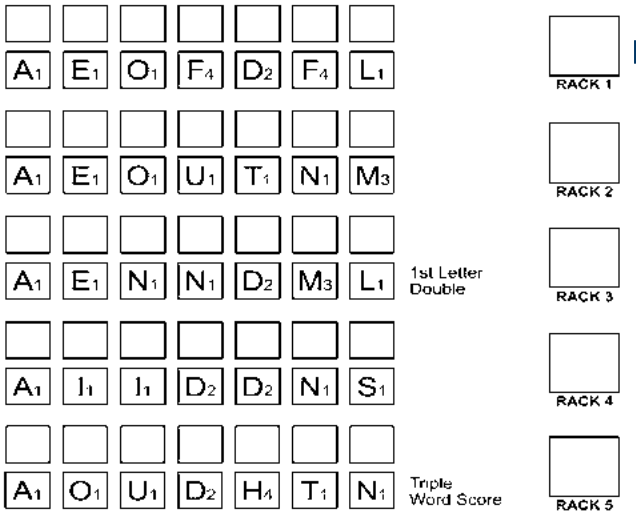 A1 E1 O1 F4 D2 F4 L1
RACK 1
A1 E1 O1 U1 T1 N1 M3
RACK 2
A1 E1 N1 N1 D2 M3 L1
1st Letter
Double
RACK 3
A1 I1 I1 D2 D2 N1 S1
RACK 4
A1 O1 U1 D2 H4 T1 N1
Triple
Word Score
RACK 5